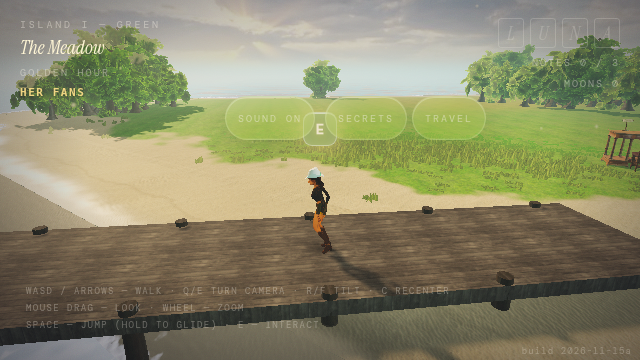 ISLAND I — GREEN
The Meadow
GOLDEN HOUR
HER FANS
LUNA
MOONS
SOUND ON
E
SECRETS
TRAVEL
WASD / ARROWS — WALK · Q/E TURN CAMERA · R/F TILT · C RECENTER
MOUSE DRAG — LOOK · WHEEL — ZOOM
SPACE — JUMP (HOLD TO GLIDE) · E — INTERACT
build 2026-11-15a